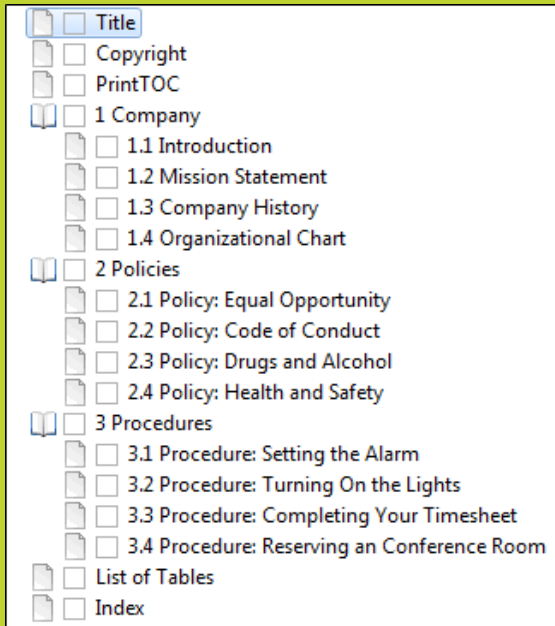 Title
Copyright
PrintTOC
1 Company
1.1 Introduction
1.2 Mission Statement
1.3 Company History
1.4 Organizational Chart
2 Policies
2.1 Policy: Equal Opportunity
2.2 Policy: Code of Conduct
2.3 Policy: Drugs and Alcohol
2.4 Policy: Health and Safety
3 Procedures
3.1 Procedure: Setting the Alarm
3.2 Procedure: Turning On the Lights
3.3 Procedure: Completing Your Timesheet
3.4 Procedure: Reserving an Conference Room
List of Tables
Index